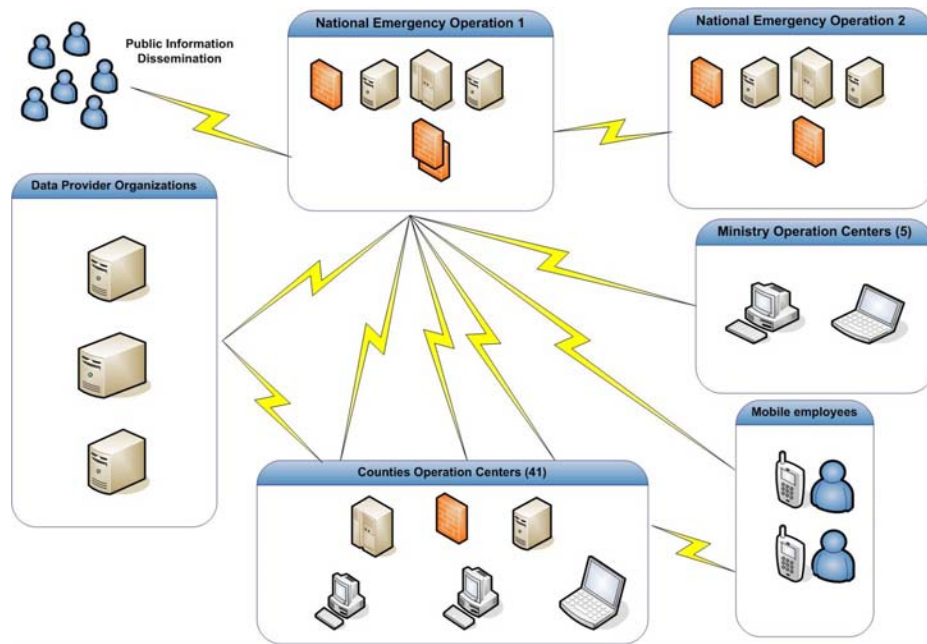 Public Information
Dissemination
National Emergency Operation 1
National Emergency Operation 2
Data Provider Organizations
Ministry Operation Centers (5)
Mobile employees
Counties Operation Centers (41)